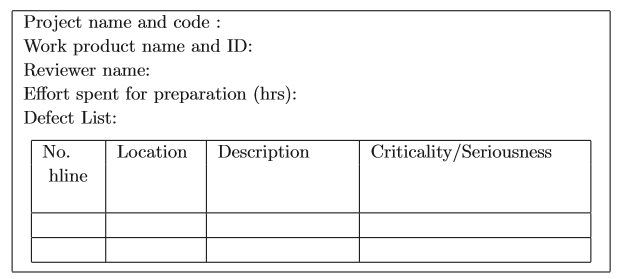 Project name and code :
Work product name and ID:
Reviewer name:
Effort spent for preparation (hrs):
Defect List:
No. Location Description Criticality/Seriousness
hline